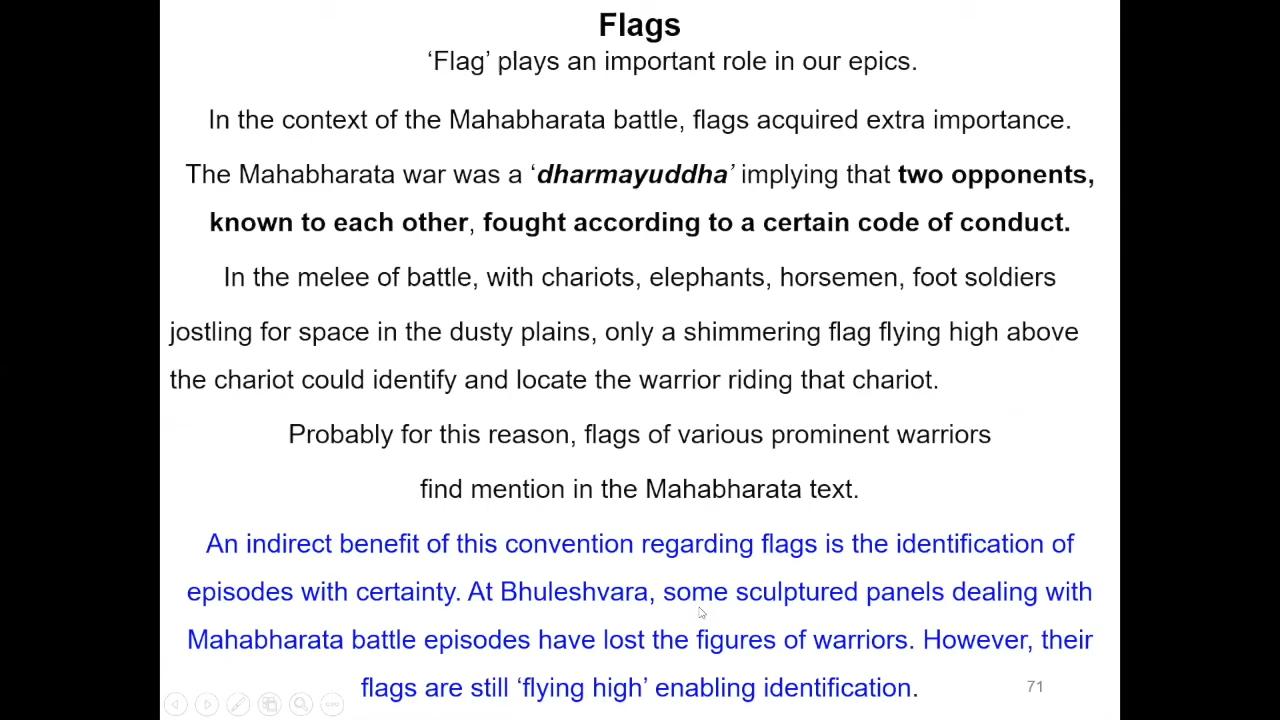 Flags
‘Flag’ plays an important role in our epics.
In the context of the Mahabharata battle, flags acquired extra importance.
The Mahabharata war was a ‘dharmayuddha’ implying that two opponents,
known to each other, fought according to a certain code of conduct.
In the melee of battle, with chariots, elephants, horsemen, foot soldiers
jostling for space in the dusty plains, only a shimmering flag flying high above
the chariot could identify and locate the warrior riding that chariot.
Probably for this reason, flags of various prominent warriors
find mention in the Mahabharata text.
An indirect benefit of this convention regarding flags is the identification of
episodes with certainty. At Bhuleshvara, some sculptured panels dealing with
Mahabharata battle episodes have lost the figures of warriors. However, their
flags are still ‘flying high’ enabling identification.
71